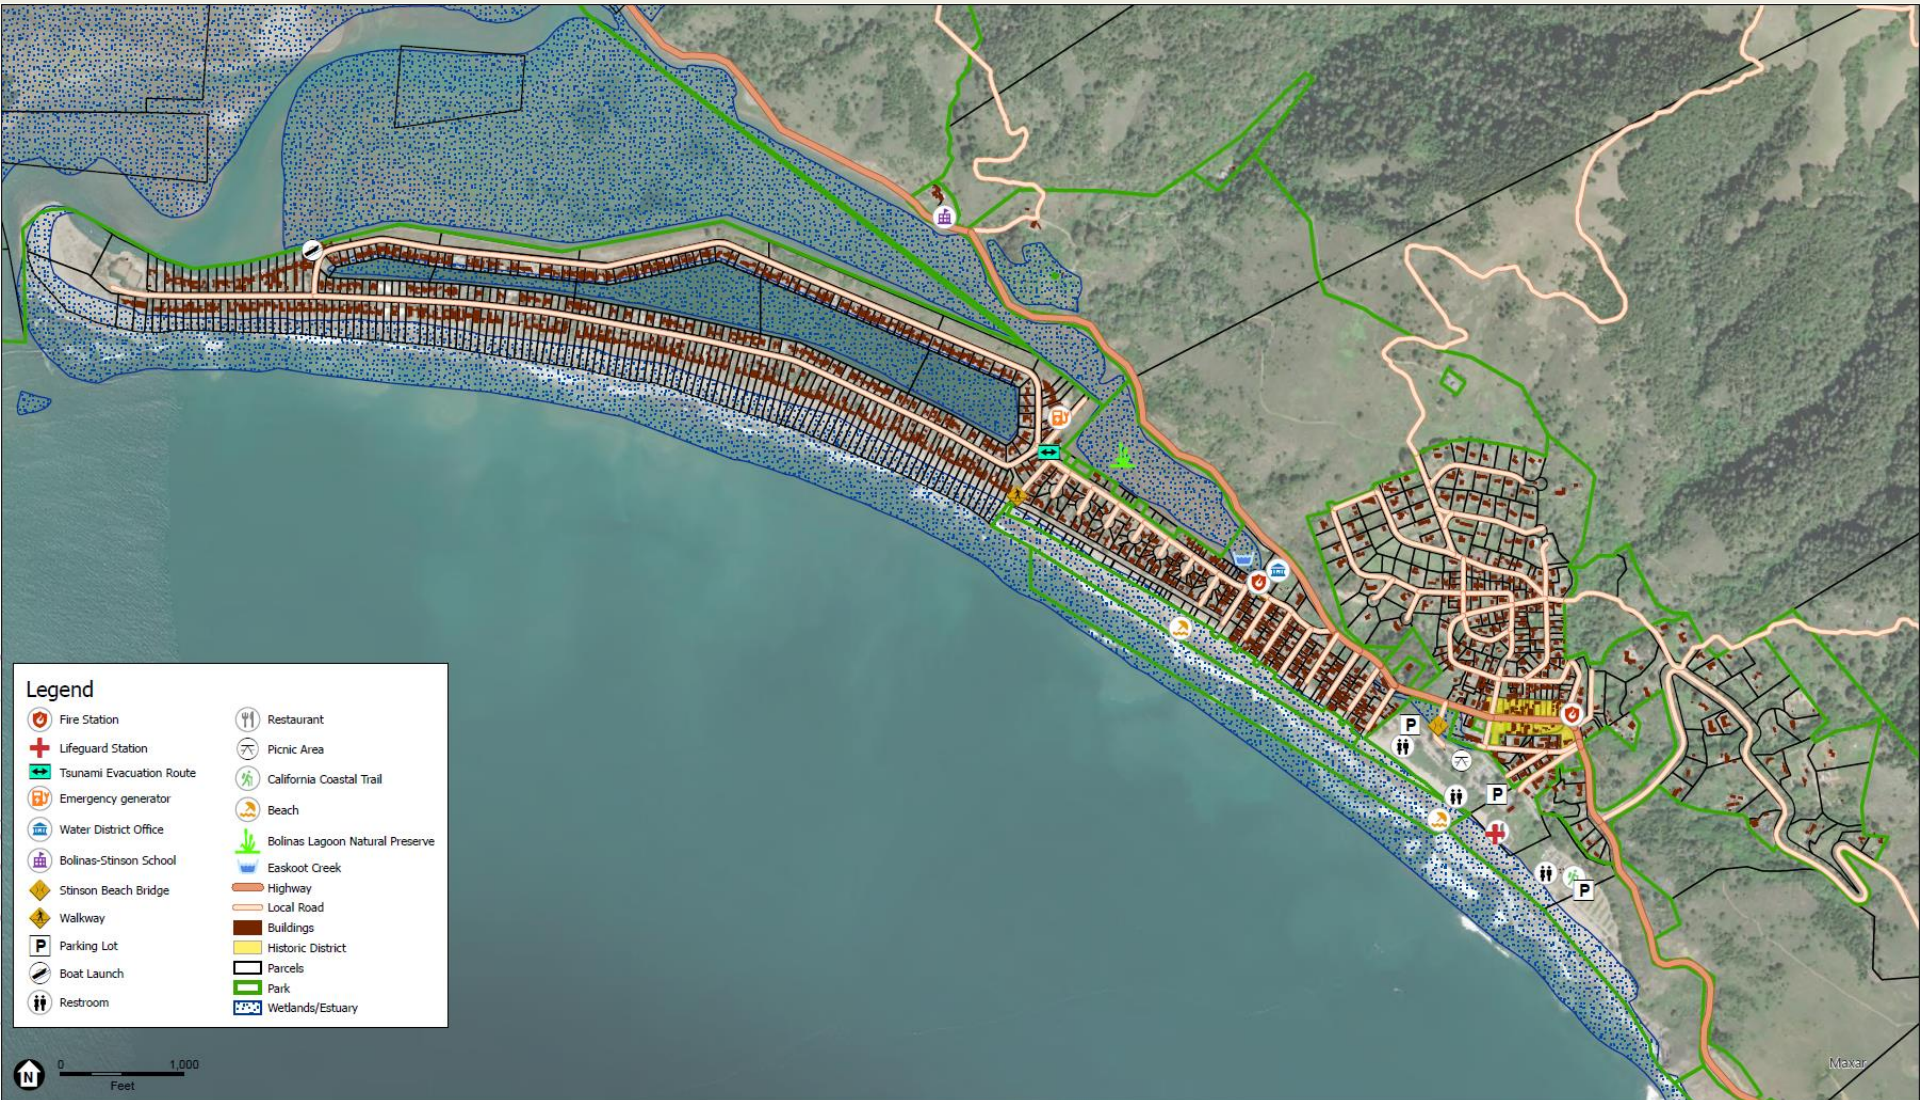 P
P
P
Legend
Fire Station
Lifeguard Station
Tsunami Evacuation Route
Emergency generator
Water District Office
Bolinas-Stinson School
Stinson Beach Bridge
Walkway
P Parking Lot
Boat Launch
Restroom
Restaurant
Picnic Area
California Coastal Trail
Beach
Bolinas Lagoon Natural Preserve
Easkoot Creek
Highway
Local Road
Buildings
Historic District
Parcels
Park
Wetlands/Estuary
N
0 1,000
Feet
Maxar